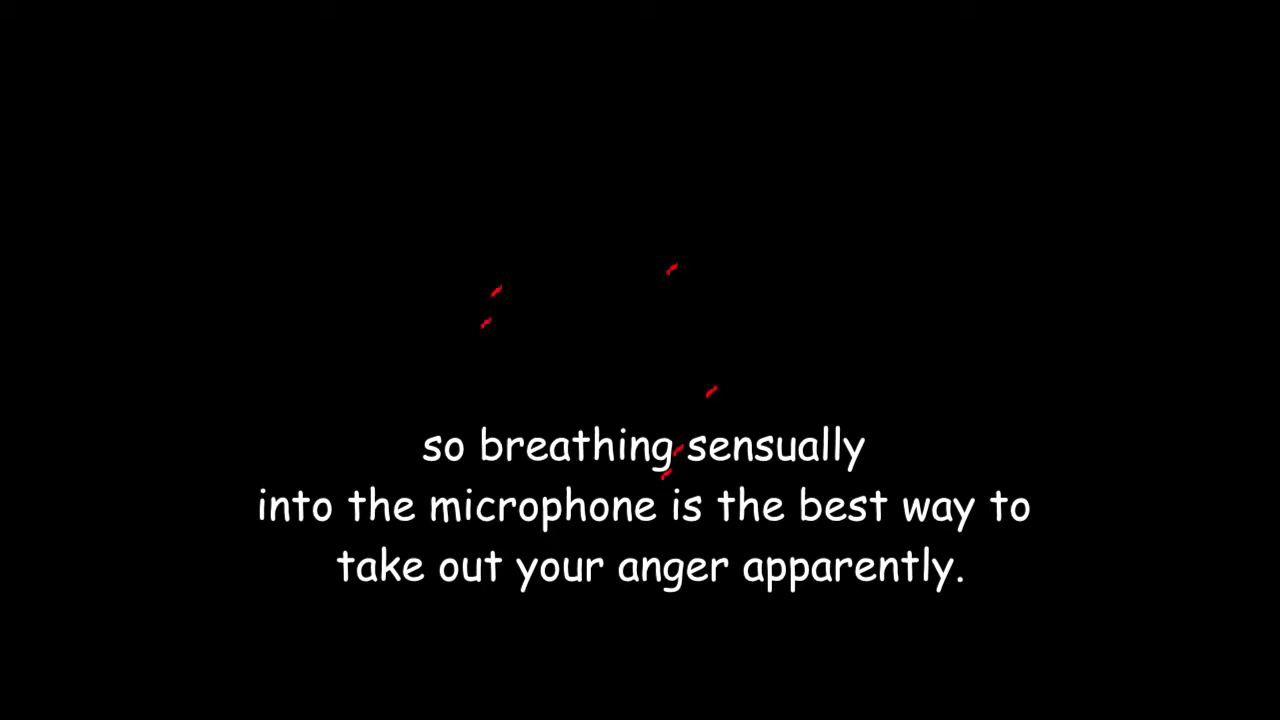 so breathing sensually
into the microphone is the best way to
take out your anger apparently.